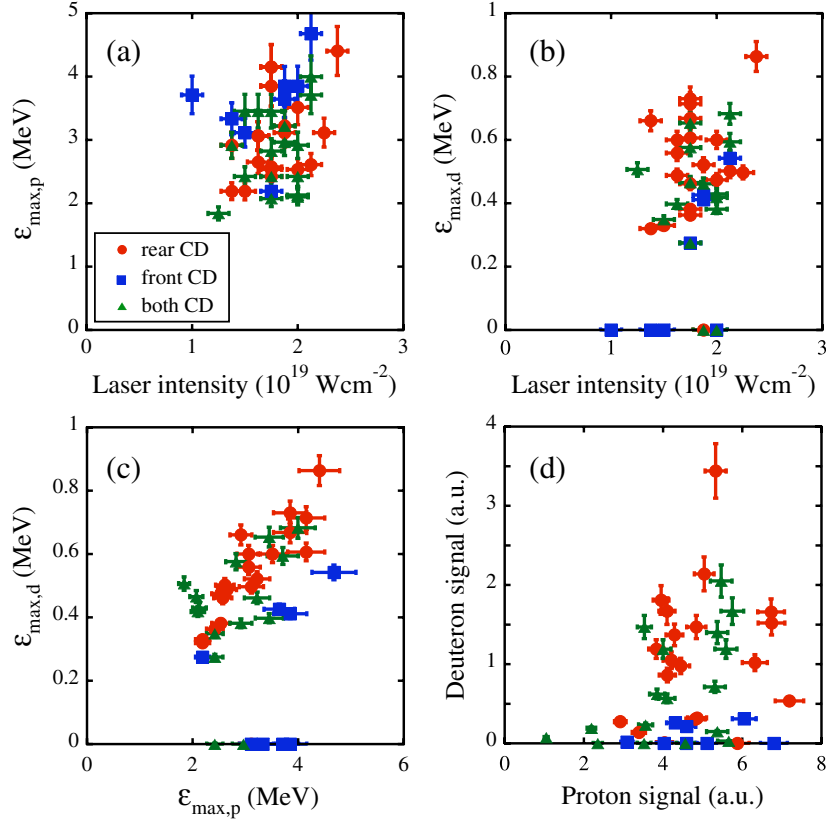 (a)
5
4
3
2
1
0
ε_max,p (MeV)
rear CD
front CD
both CD
0 1 2 3
Laser intensity (10^19 Wcm^-2)
(b)
1
0.8
0.6
0.4
0.2
0
ε_max,d (MeV)
0 1 2 3
Laser intensity (10^19 Wcm^-2)
(c)
1
0.8
0.6
0.4
0.2
0
ε_max,d (MeV)
0 2 4 6
ε_max,p (MeV)
(d)
4
3
2
1
0
Deuteron signal (a.u.)
0 2 4 6 8
Proton signal (a.u.)